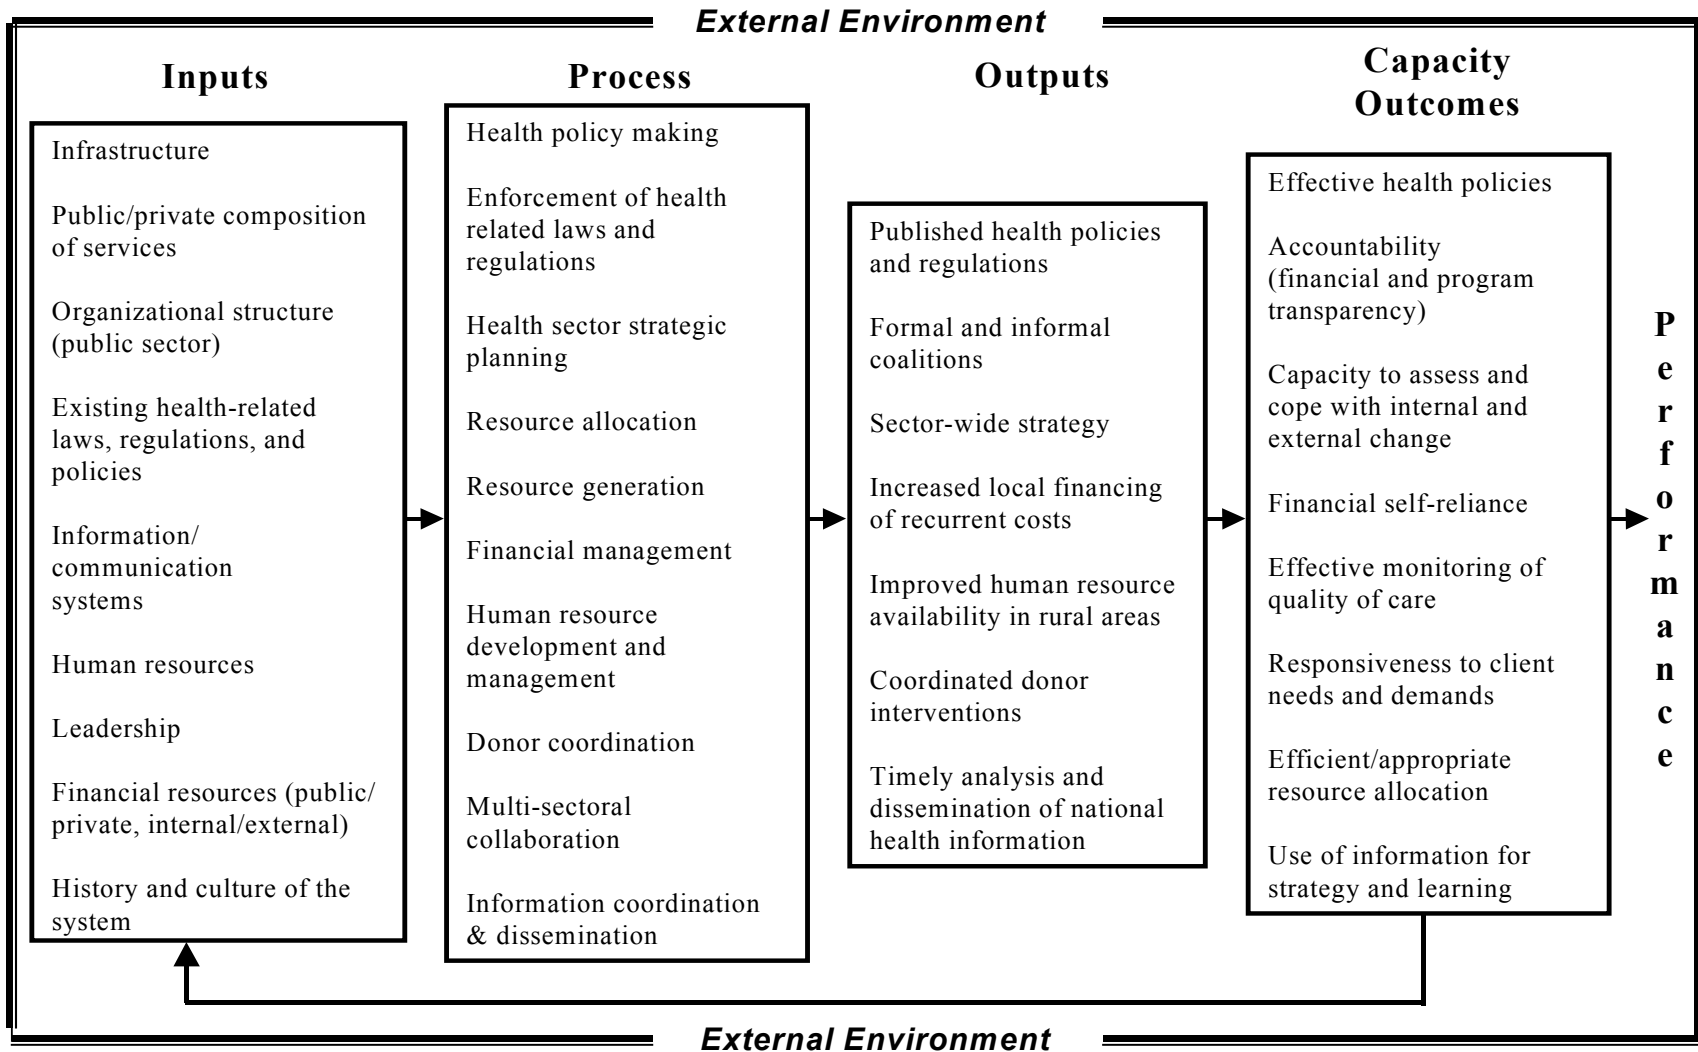 External Environment
Inputs
Infrastructure
Public/private composition
of services
Organizational structure
(public sector)
Existing health-related
laws, regulations, and
policies
Information/
communication
systems
Human resources
Leadership
Financial resources (public/
private, internal/external)
History and culture of the
system
Process
Health policy making
Enforcement of health
related laws and
regulations
Health sector strategic
planning
Resource allocation
Resource generation
Financial management
Human resource
development and
management
Donor coordination
Multi-sectoral
collaboration
Information coordination
& dissemination
Outputs
Published health policies
and regulations
Formal and informal
coalitions
Sector-wide strategy
Increased local financing
of recurrent costs
Improved human resource
availability in rural areas
Coordinated donor
interventions
Timely analysis and
dissemination of national
health information
Capacity
Outcomes
Effective health policies
Accountability
(financial and program
transparency)
Capacity to assess and
cope with internal and
external change
Financial self-reliance
Effective monitoring of
quality of care
Responsiveness to client
needs and demands
Efficient/appropriate
resource allocation
Use of information for
strategy and learning
Performance
External Environment